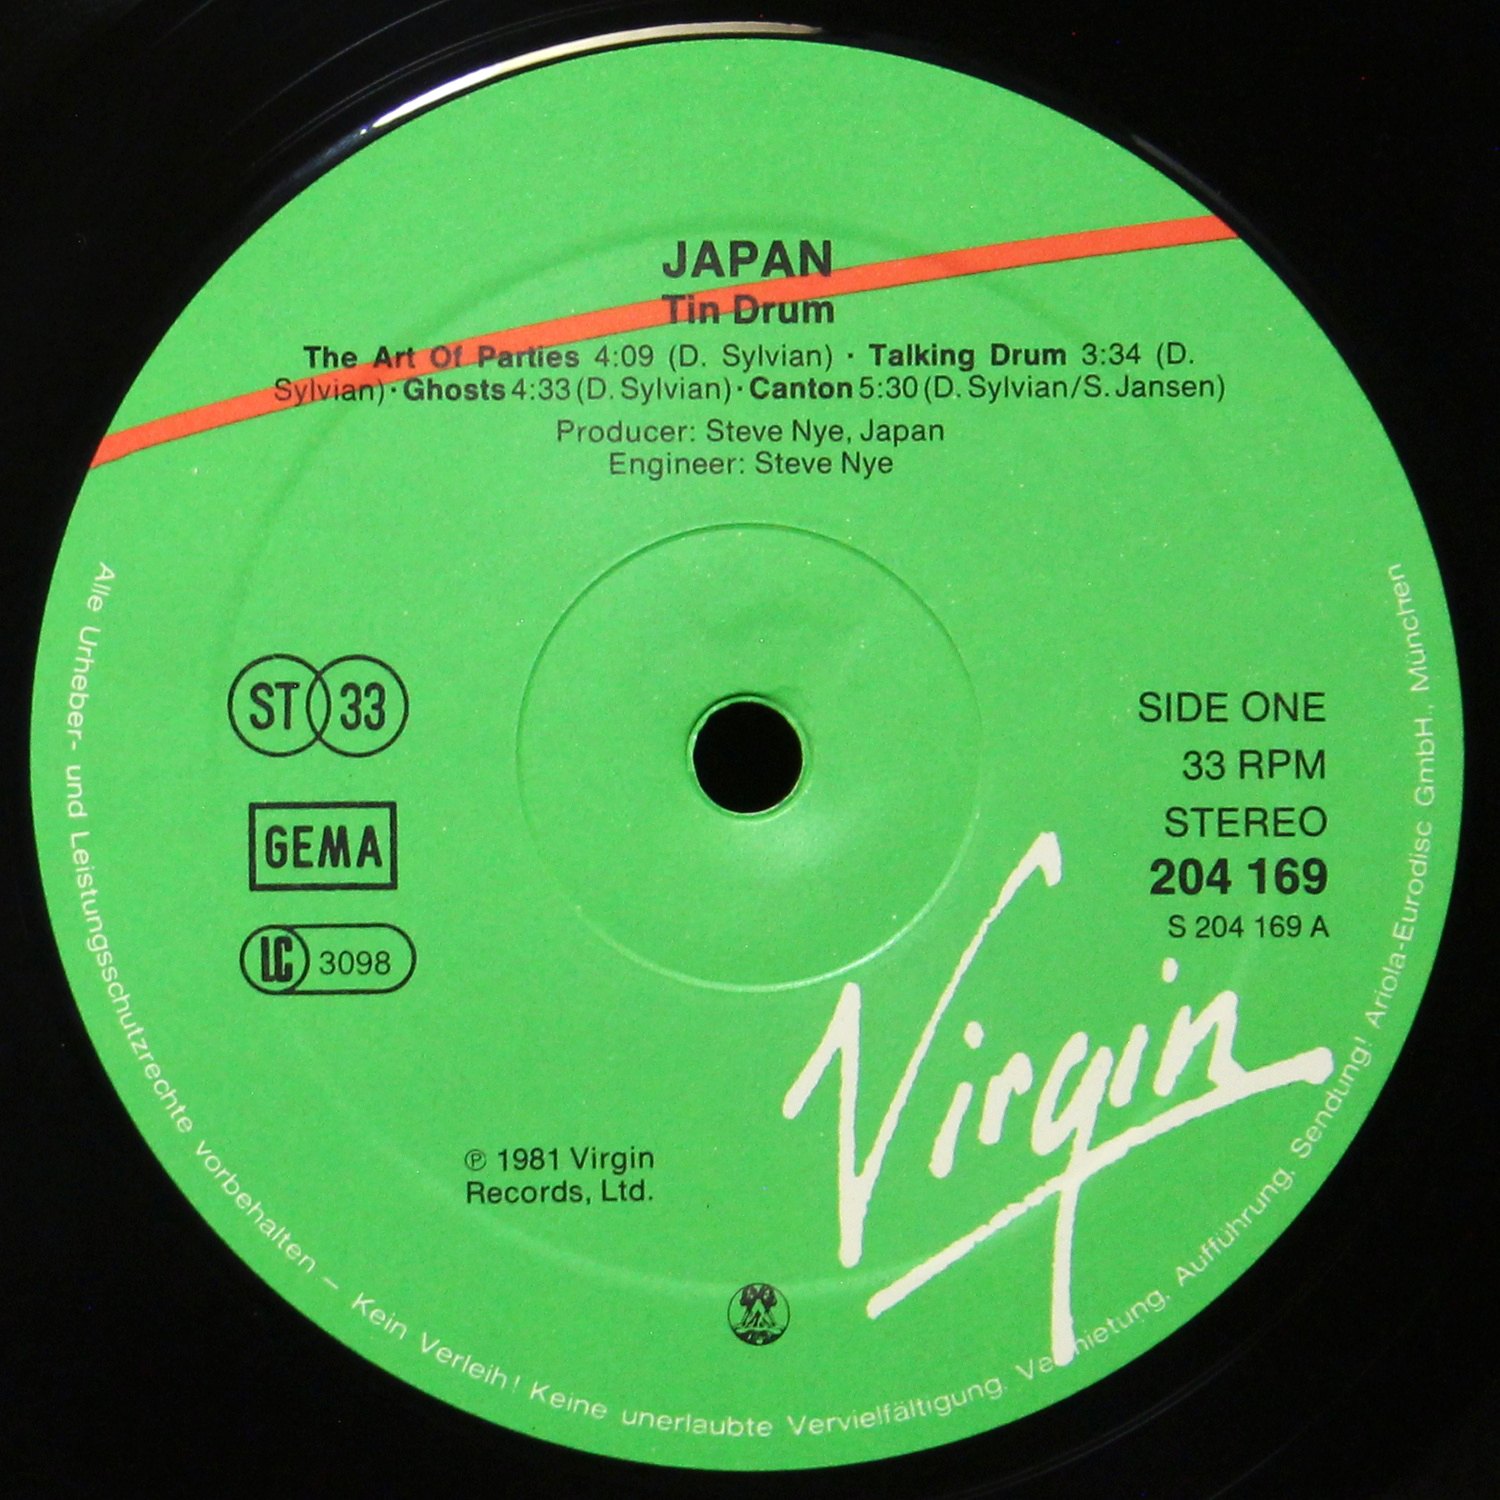 JAPAN
Tin Drum
The Art Of Parties 4:09 (D. Sylvian) · Talking Drum 3:34 (D.
Sylvian) · Ghosts 4:33 (D. Sylvian) · Canton 5:30 (D. Sylvian/S. Jansen)
Producer: Steve Nye, Japan
Engineer: Steve Nye
ST 33
GEMA
LC 3098
SIDE ONE
33 RPM
STEREO
204 169
S 204 169 A
Virgin
℗ 1981 Virgin
Records, Ltd.
Alle Urheber- und Leistungsschutzrechte vorbehalten – Kein Verleih! Keine unerlaubte Vervielfältigung, Vermietung, Aufführung, Sendung! Ariola-Eurodisc GmbH., München